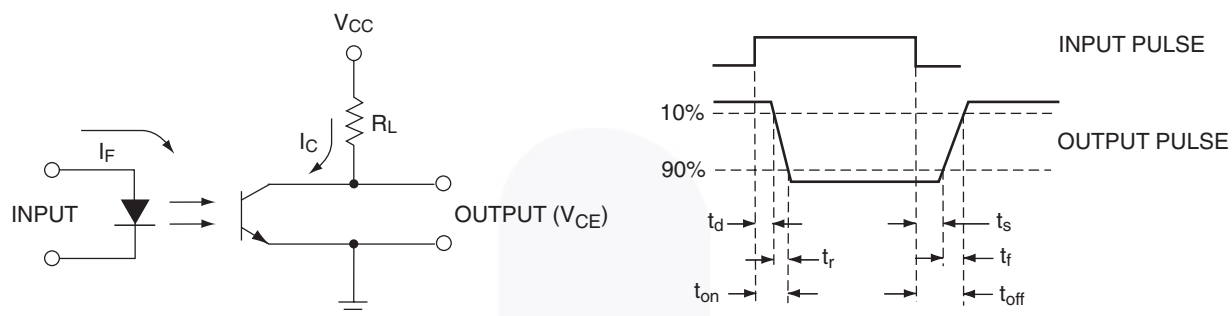 VCC
RL
IC
IF
INPUT
OUTPUT (VCE)
INPUT PULSE
10%
OUTPUT PULSE
90%
td
ts
tr
tf
ton
toff